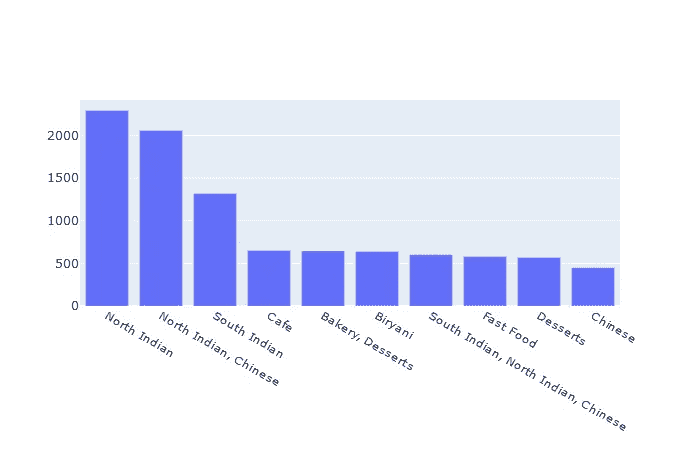 2000
1500
1000
500
0
North Indian
North Indian, Chinese
South Indian
Cafe
Bakery, Desserts
Biryani
South Indian, North Indian, Chinese
Fast Food
Desserts
Chinese